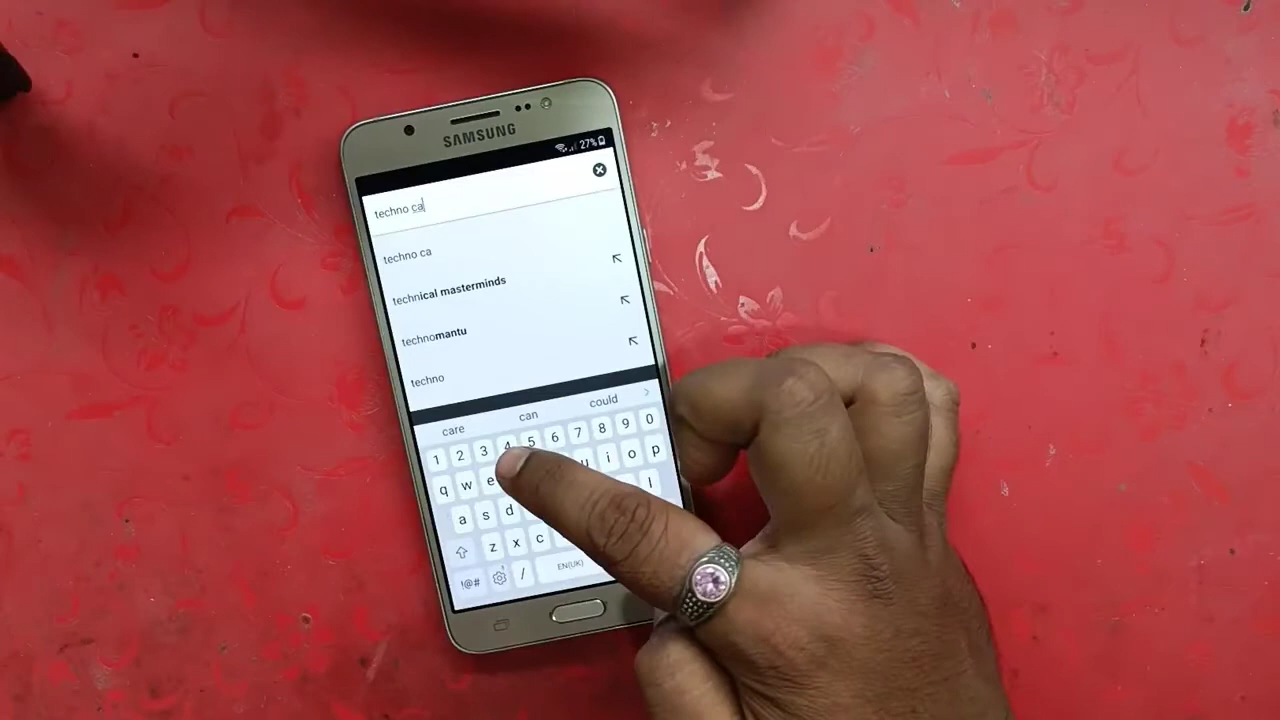 SAMSUNG
27%
techno ca
techno ca
technical masterminds
technomantu
techno
care can could
1 2 3 4 5 6 7 8 9 0
q w e u i o p
a s d l
z x c
!@# / EN(UK)